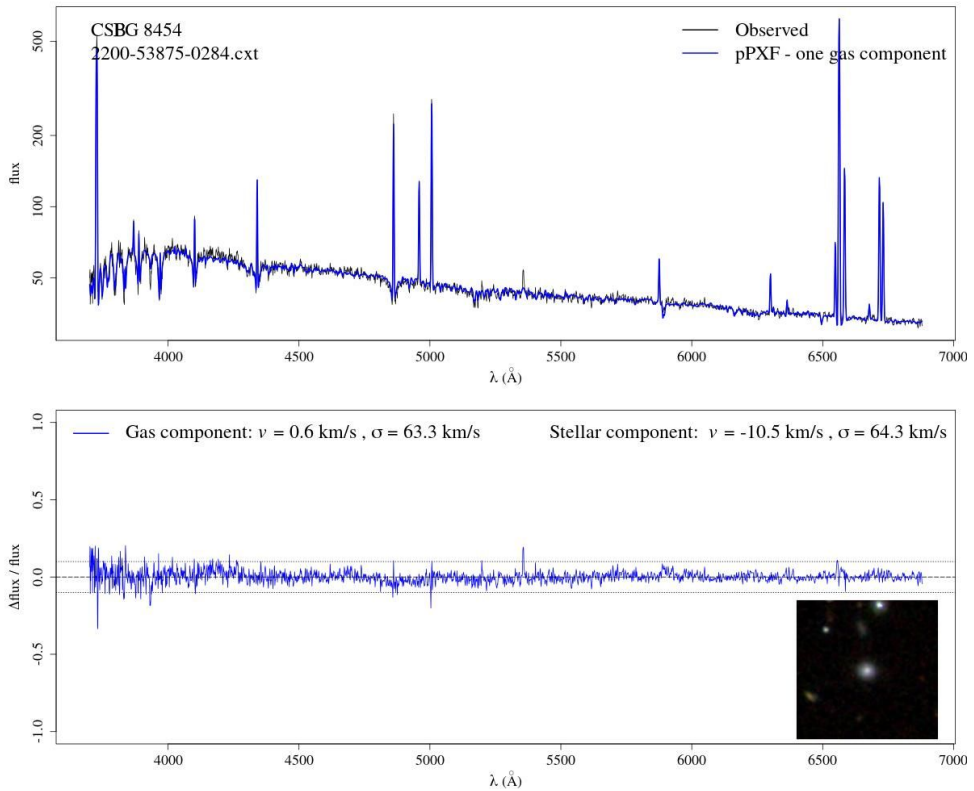 CSBG 8454
2200-53875-0284.cxt
Observed
pPXF - one gas component
flux
500
200
100
50
4000
4500
5000
5500
6000
6500
7000
λ (Å)
Gas component: v = 0.6 km/s , σ = 63.3 km/s
Stellar component: v = -10.5 km/s , σ = 64.3 km/s
Δflux / flux
1.0
0.5
0.0
-0.5
-1.0
4000
4500
5000
5500
6000
6500
7000
λ (Å)